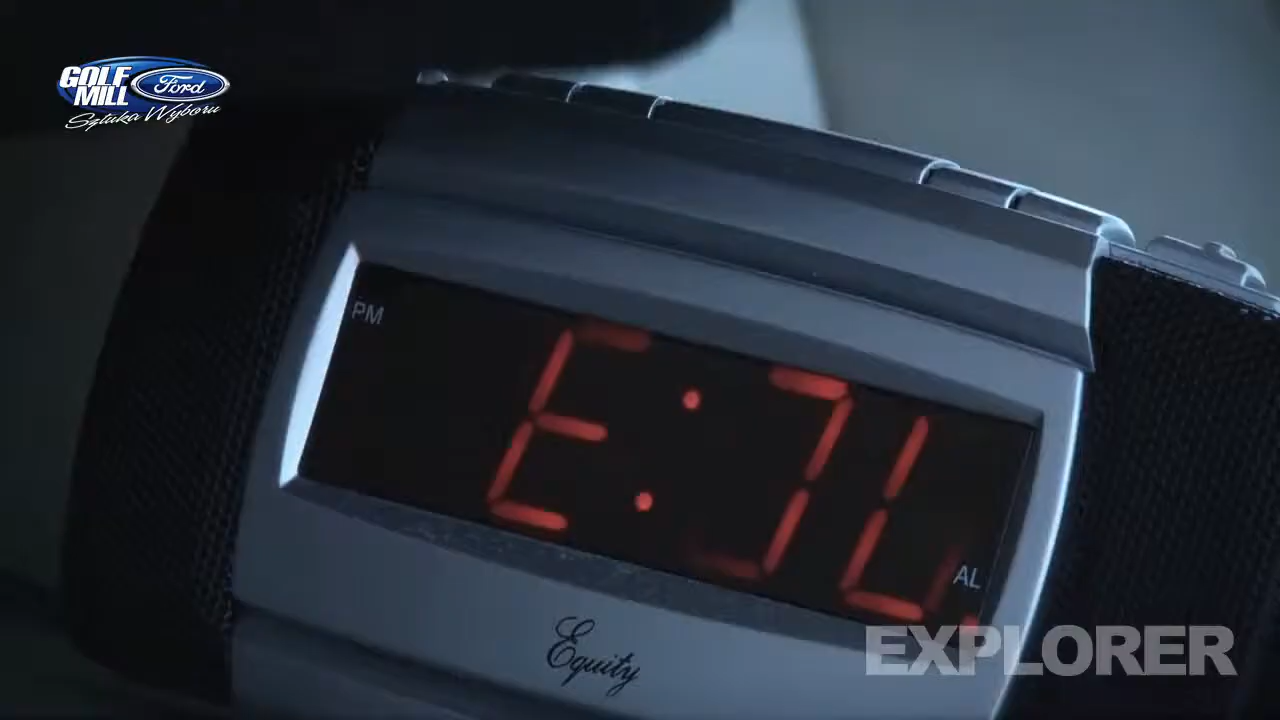 GOLF MILL Ford
Sztuka Wyboru
PM
AL
Equity
EXPLORER